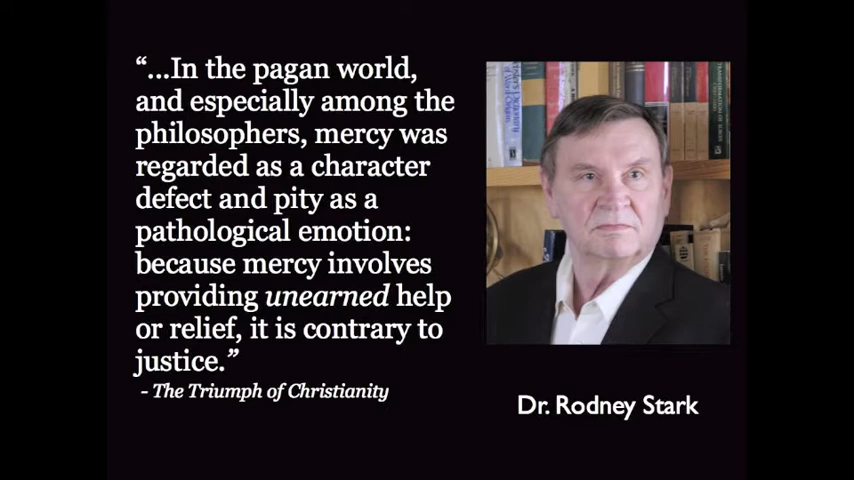 “...In the pagan world,
and especially among the
philosophers, mercy was
regarded as a character
defect and pity as a
pathological emotion:
because mercy involves
providing unearned help
or relief, it is contrary to
justice.”
- The Triumph of Christianity
Dr. Rodney Stark